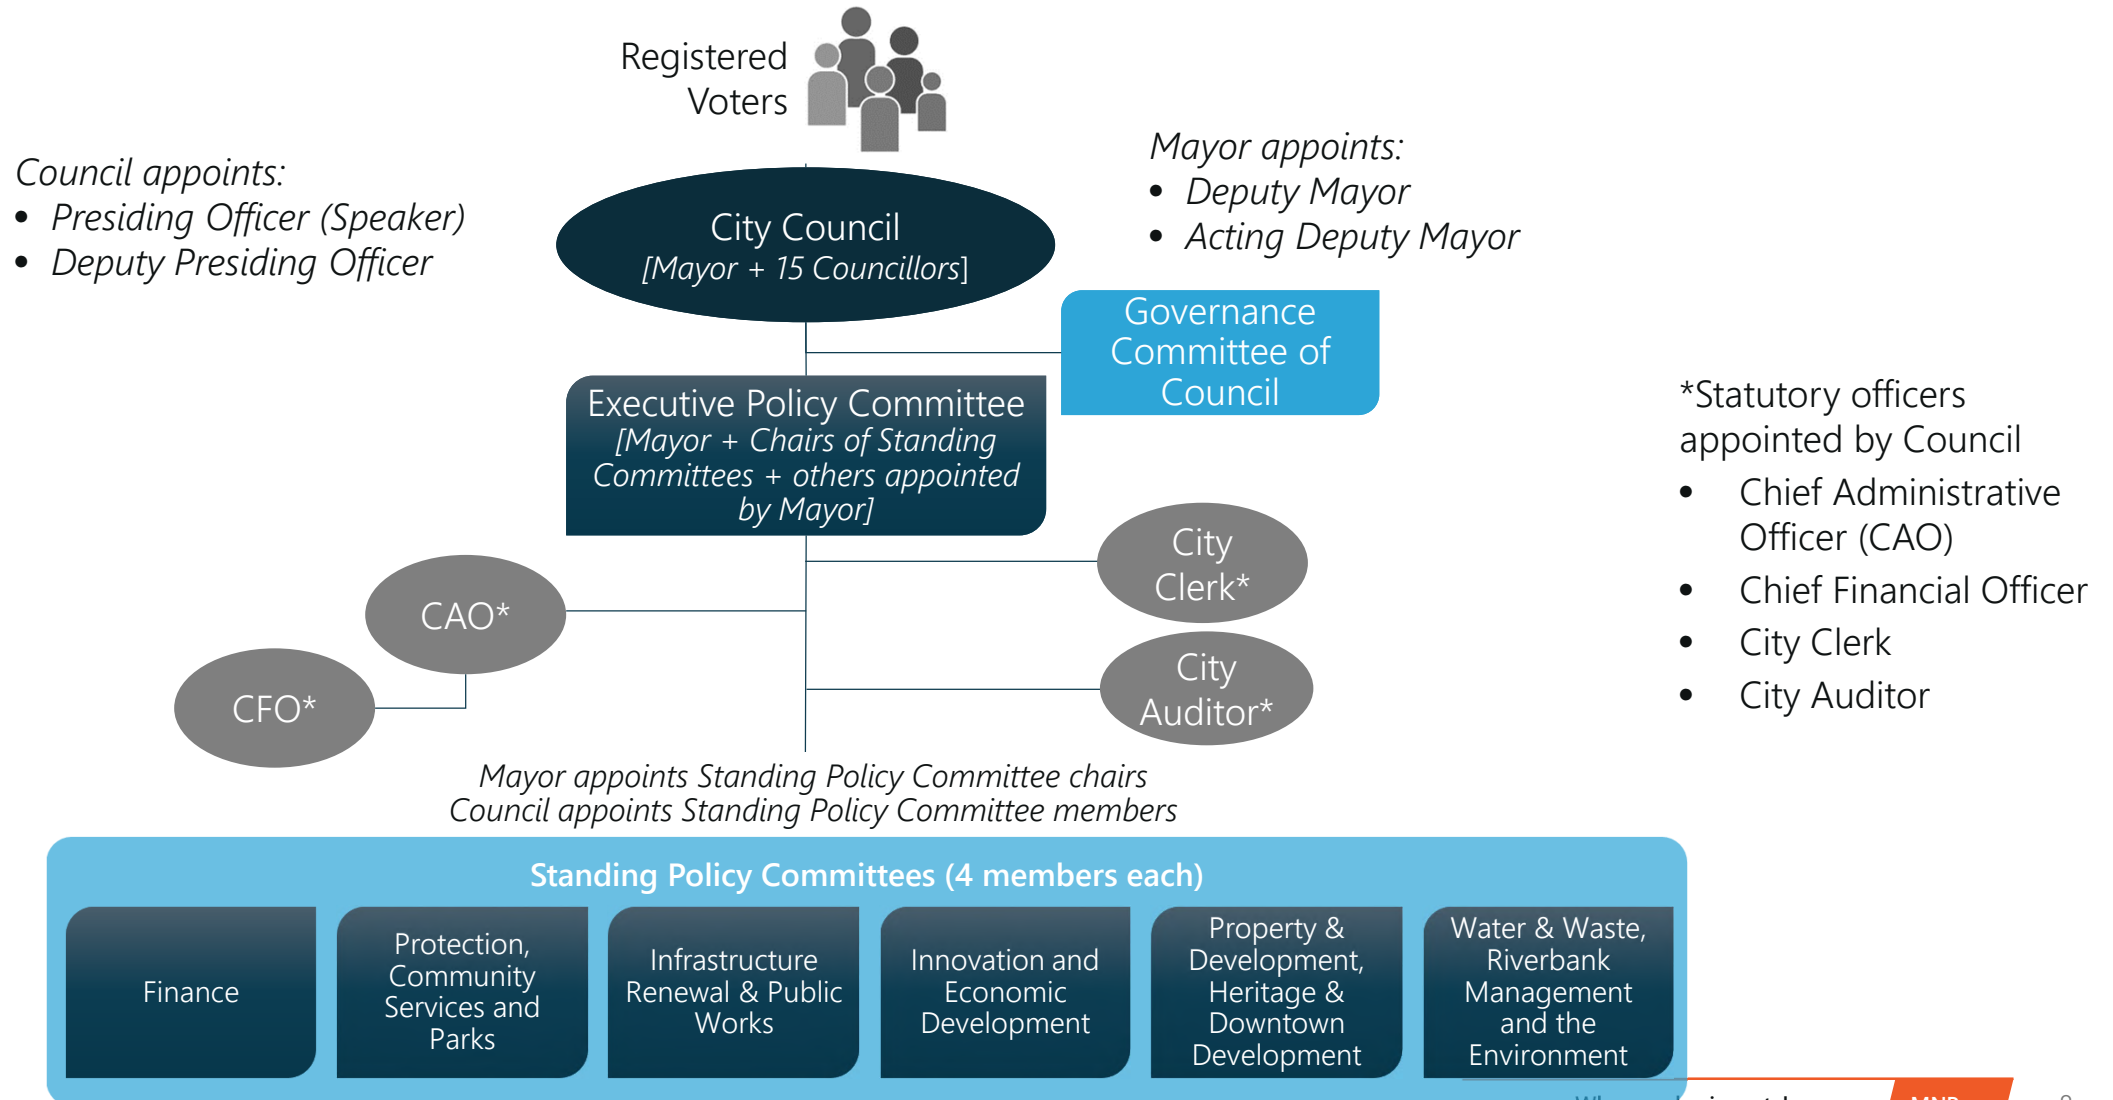 Registered
Voters
Council appoints:
• Presiding Officer (Speaker)
• Deputy Presiding Officer
Mayor appoints:
• Deputy Mayor
• Acting Deputy Mayor
City Council
[Mayor + 15 Councillors]
Governance
Committee of
Council
Executive Policy Committee
[Mayor + Chairs of Standing
Committees + others appointed
by Mayor]
*Statutory officers
appointed by Council
• Chief Administrative
Officer (CAO)
• Chief Financial Officer
• City Clerk
• City Auditor
City
Clerk*
CAO*
City
Auditor*
CFO*
Mayor appoints Standing Policy Committee chairs
Council appoints Standing Policy Committee members
Standing Policy Committees (4 members each)
Finance
Protection,
Community
Services and
Parks
Infrastructure
Renewal & Public
Works
Innovation and
Economic
Development
Property &
Development,
Heritage &
Downtown
Development
Water & Waste,
Riverbank
Management
and the
Environment
MNP